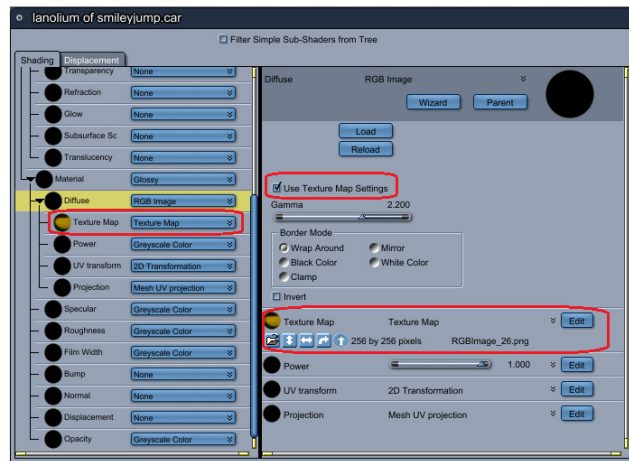 lanolium of smileyjump.car
Filter Simple Sub-Shaders from Tree
Shading Displacement
Transparency None
Refraction None
Glow None
Subsurface Sc None
Translucency None
Material Glossy
Diffuse RGB Image
Texture Map Texture Map
Power Greyscale Color
UV transform 2D Transformation
Projection Mesh UV projection
Specular Greyscale Color
Roughness Greyscale Color
Film Width Greyscale Color
Bump None
Normal None
Displacement None
Opacity Greyscale Color
Diffuse RGB Image
Wizard Parent
Load
Reload
Use Texture Map Settings
Gamma 2.200
Border Mode
Wrap Around Mirror
Black Color White Color
Clamp
Invert
Texture Map Texture Map Edit
256 by 256 pixels RGBImage_26.png
Power 1.000 Edit
UV transform 2D Transformation Edit
Projection Mesh UV projection Edit